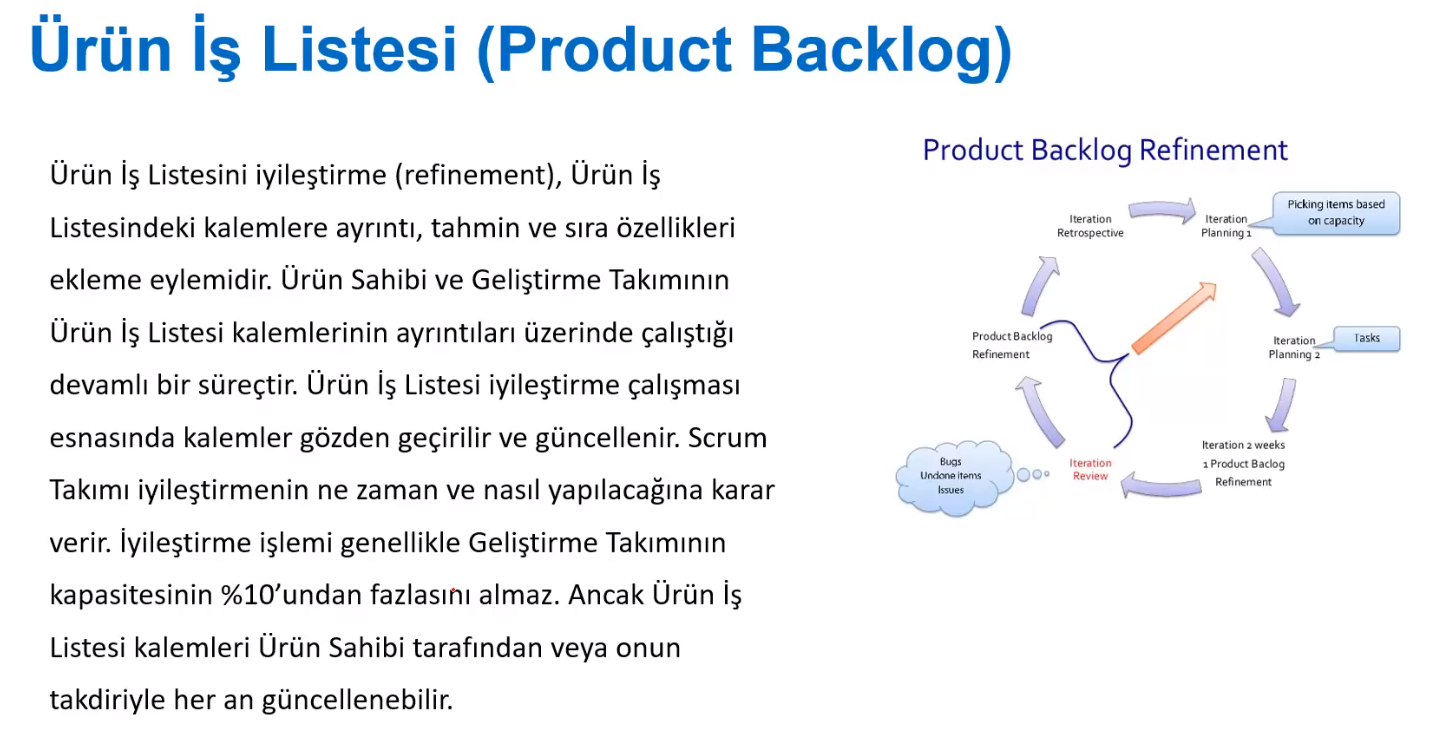 Ürün İş Listesi (Product Backlog)
Ürün İş Listesini iyileştirme (refinement), Ürün İş
Listesindeki kalemlere ayrıntı, tahmin ve sıra özellikleri
ekleme eylemidir. Ürün Sahibi ve Geliştirme Takımının
Ürün İş Listesi kalemlerinin ayrıntıları üzerinde çalıştığı
devamlı bir süreçtir. Ürün İş Listesi iyileştirme çalışması
esnasında kalemler gözden geçirilir ve güncellenir. Scrum
Takımı iyileştirmenin ne zaman ve nasıl yapılacağına karar
verir. İyileştirme işlemi genellikle Geliştirme Takımının
kapasitesinin %10’undan fazlasını almaz. Ancak Ürün İş
Listesi kalemleri Ürün Sahibi tarafından veya onun
takdiriyle her an güncellenebilir.
Product Backlog Refinement
Iteration
Retrospective
Iteration
Planning 1
Picking items based
on capacity
Product Backlog
Refinement
Iteration
Planning 2
Tasks
Iteration 2 weeks
1 Product Baclog
Refinement
Iteration
Review
Bugs
Undone items
Issues